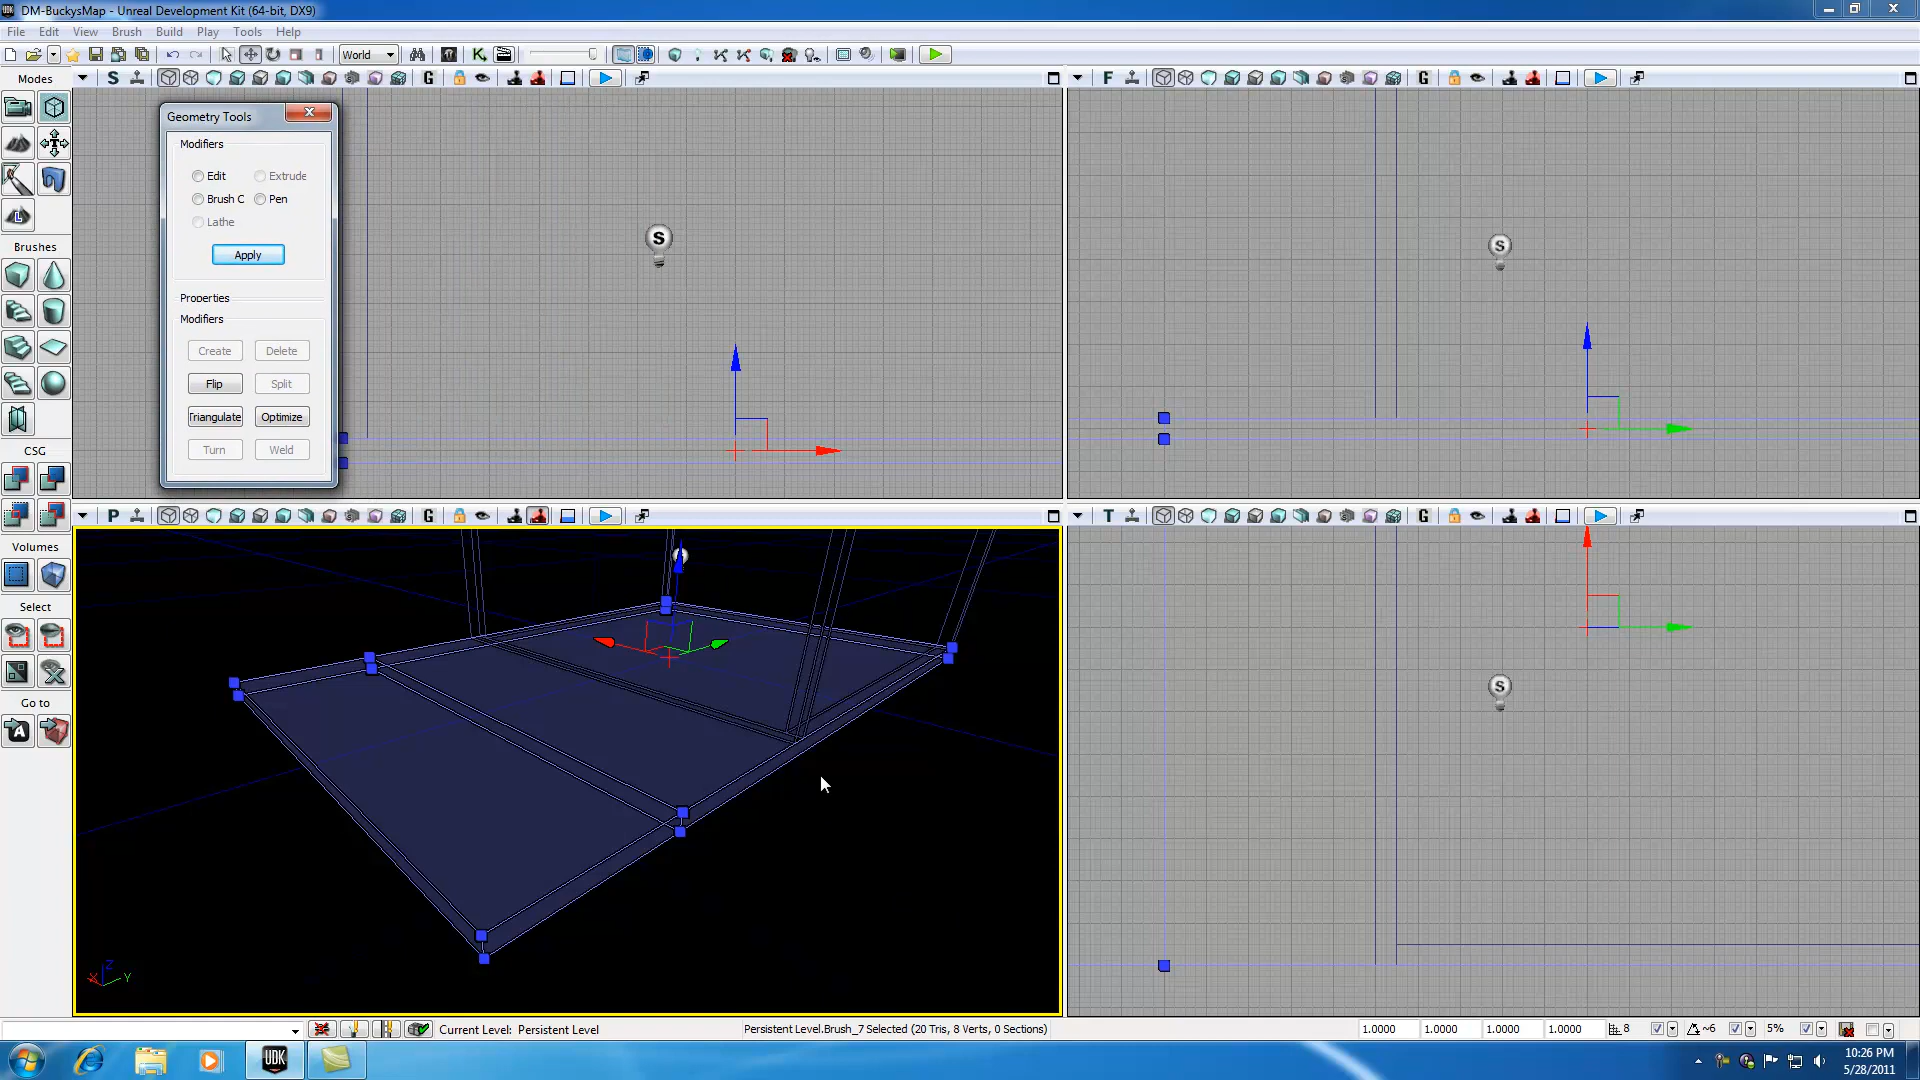 DM-BuckysMap - Unreal Development Kit (64-bit, DX9)
File Edit View Brush Build Play Tools Help
World
Modes
S G
F G
Geometry Tools
Modifiers
Edit Extrude
Brush C Pen
Lathe
Apply
Properties
Modifiers
Create Delete
Flip Split
Triangulate Optimize
Turn Weld
Brushes
CSG
Volumes
Select
Go to
P G
T G
S
S
S
Z
X Y
Current Level: Persistent Level
Persistent Level.Brush_7 Selected (20 Tris, 8 Verts, 0 Sections)
1.0000 1.0000 1.0000 1.0000 8 ~6 5%
UDK
10:26 PM
5/28/2011